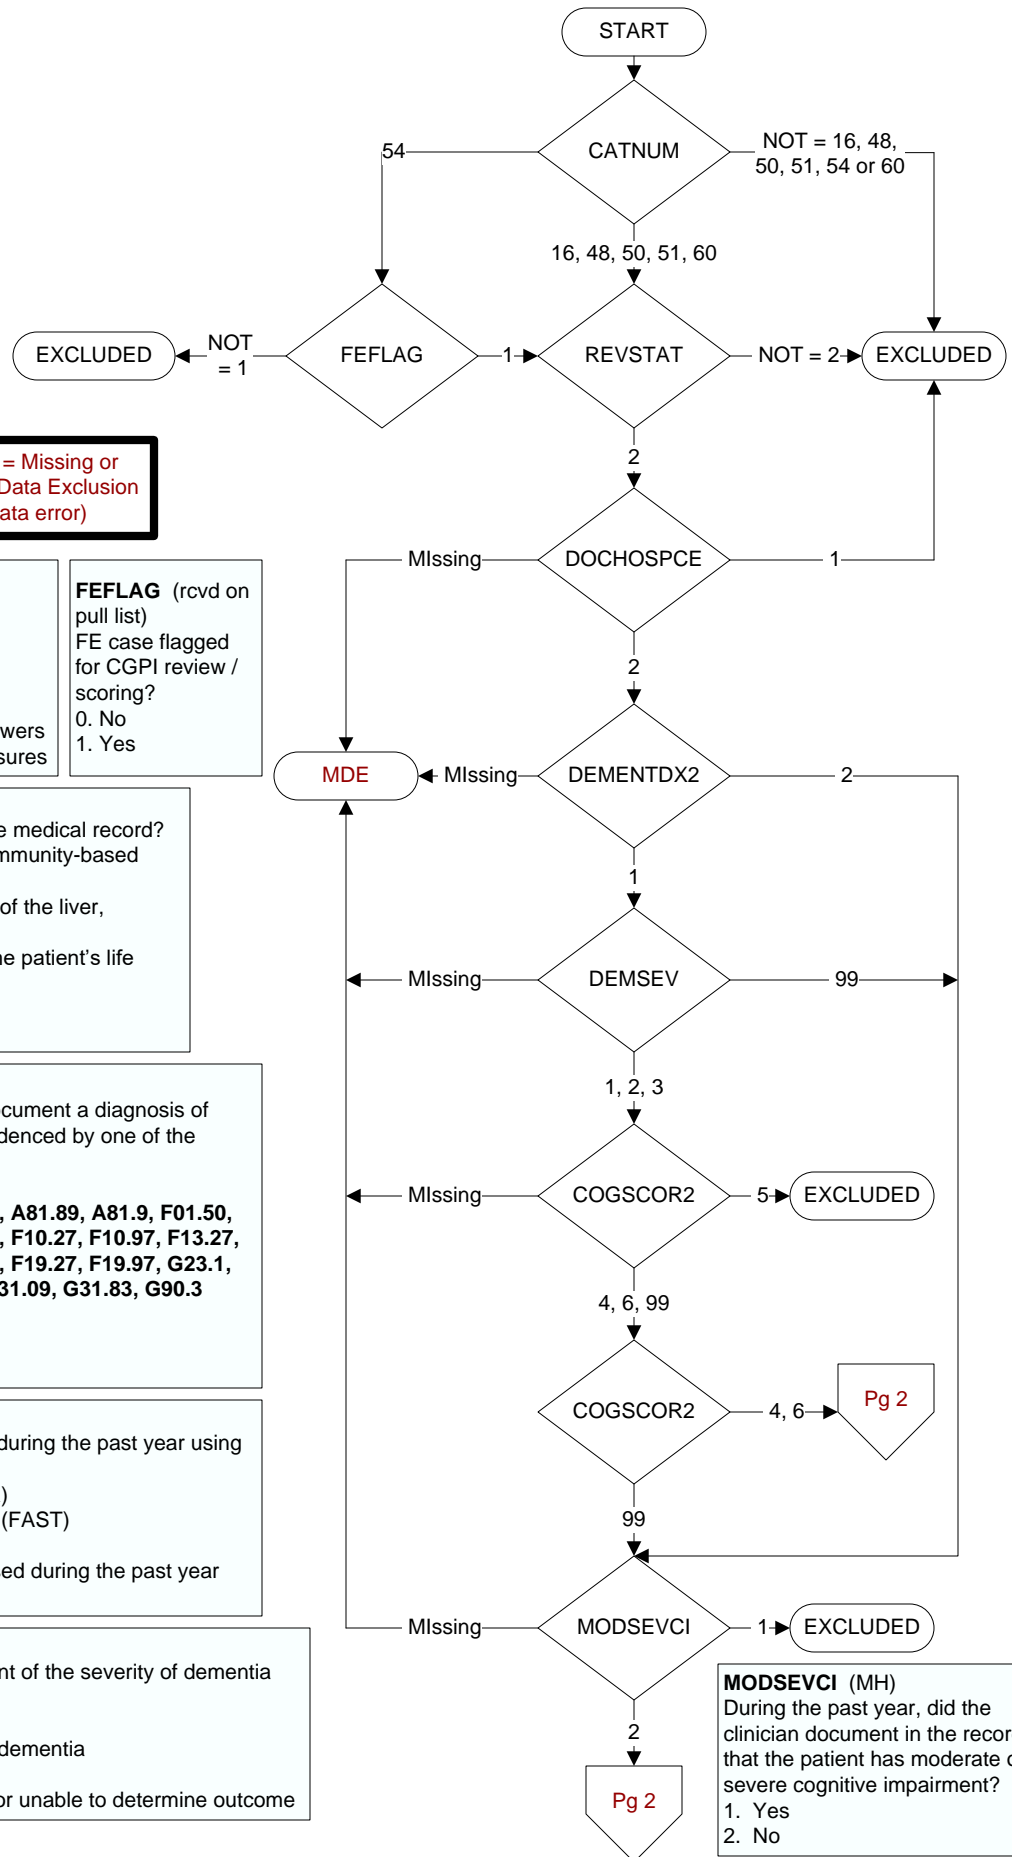 START
CATNUM
54
NOT = 16, 48,
50, 51, 54 or 60
16, 48, 50, 51, 60
EXCLUDED
NOT
= 1
FEFLAG
1
REVSTAT
NOT = 2
EXCLUDED
2
= Missing or
Data Exclusion
ata error)
MIssing
DOCHOSPCE
1
FEFLAG (rcvd on
pull list)
FE case flagged
for CGPI review /
scoring?
0. No
1. Yes
wers
sures
2
MDE
MIssing
DEMENTDX2
2
e medical record?
mmunity-based
of the liver,
ne patient's life
1
MIssing
DEMSEV
99
1, 2, 3
ocument a diagnosis of
idenced by one of the
, A81.89, A81.9, F01.50,
, F10.27, F10.97, F13.27,
, F19.27, F19.97, G23.1,
31.09, G31.83, G90.3
MIssing
COGSCOR2
5
EXCLUDED
4, 6, 99
COGSCOR2
4, 6
Pg 2
during the past year using
)
(FAST)
ed during the past year
99
MIssing
MODSEVCI
1
EXCLUDED
nt of the severity of dementia
dementia
or unable to determine outcome
2
Pg 2
MODSEVCI (MH)
During the past year, did the
clinician document in the recor
that the patient has moderate o
severe cognitive impairment?
1. Yes
2. No